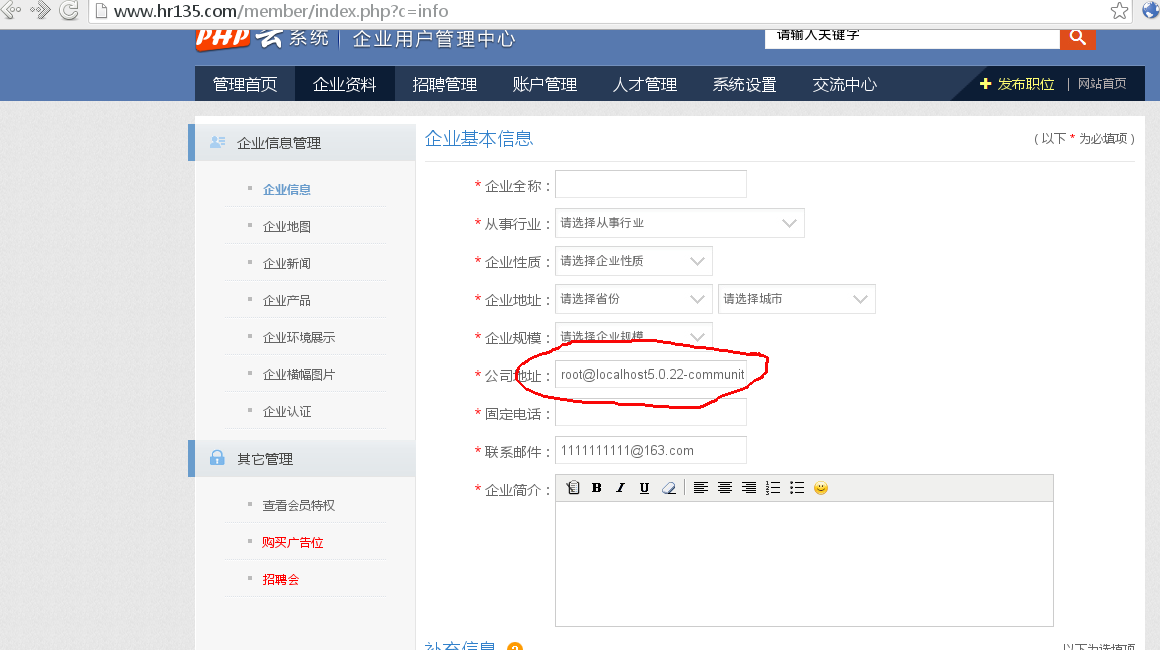 www.hr135.com/member/index.php?c=info
PHP云系统 企业用户管理中心
请输入关键字
管理首页 企业资料 招聘管理 账户管理 人才管理 系统设置 交流中心 + 发布职位 | 网站首页
企业信息管理
企业信息
企业地图
企业新闻
企业产品
企业环境展示
企业横幅图片
企业认证
其它管理
查看会员特权
购买广告位
招聘会
企业基本信息 ( 以下 * 为必填项 )
* 企业全称：
* 从事行业： 请选择从事行业
* 企业性质： 请选择企业性质
* 企业地址： 请选择省份 请选择城市
* 企业规模： 请选择企业规模
* 公司地址： root@localhost5.0.22-communit
* 固定电话：
* 联系邮件： 1111111111@163.com
* 企业简介： B I U
补充信息 ? 以下为选填项